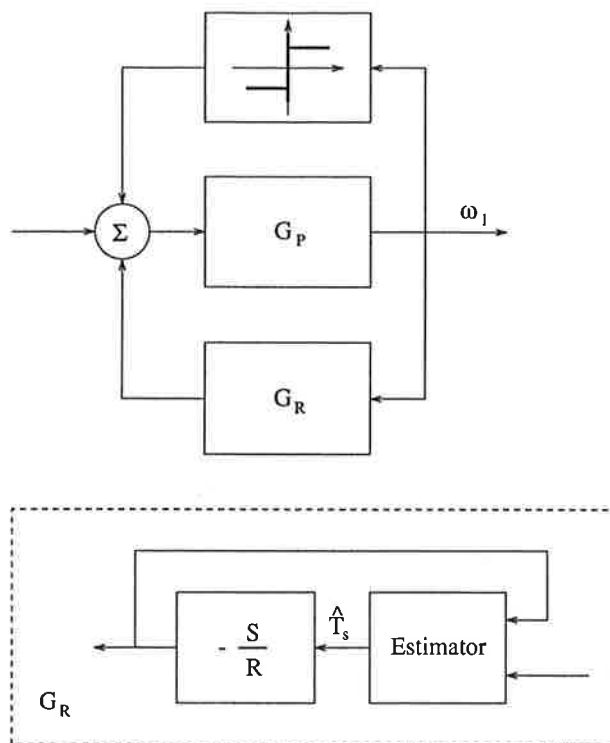 Σ
G_P
ω_1
G_R
- S/R
T̂_s
Estimator
G_R